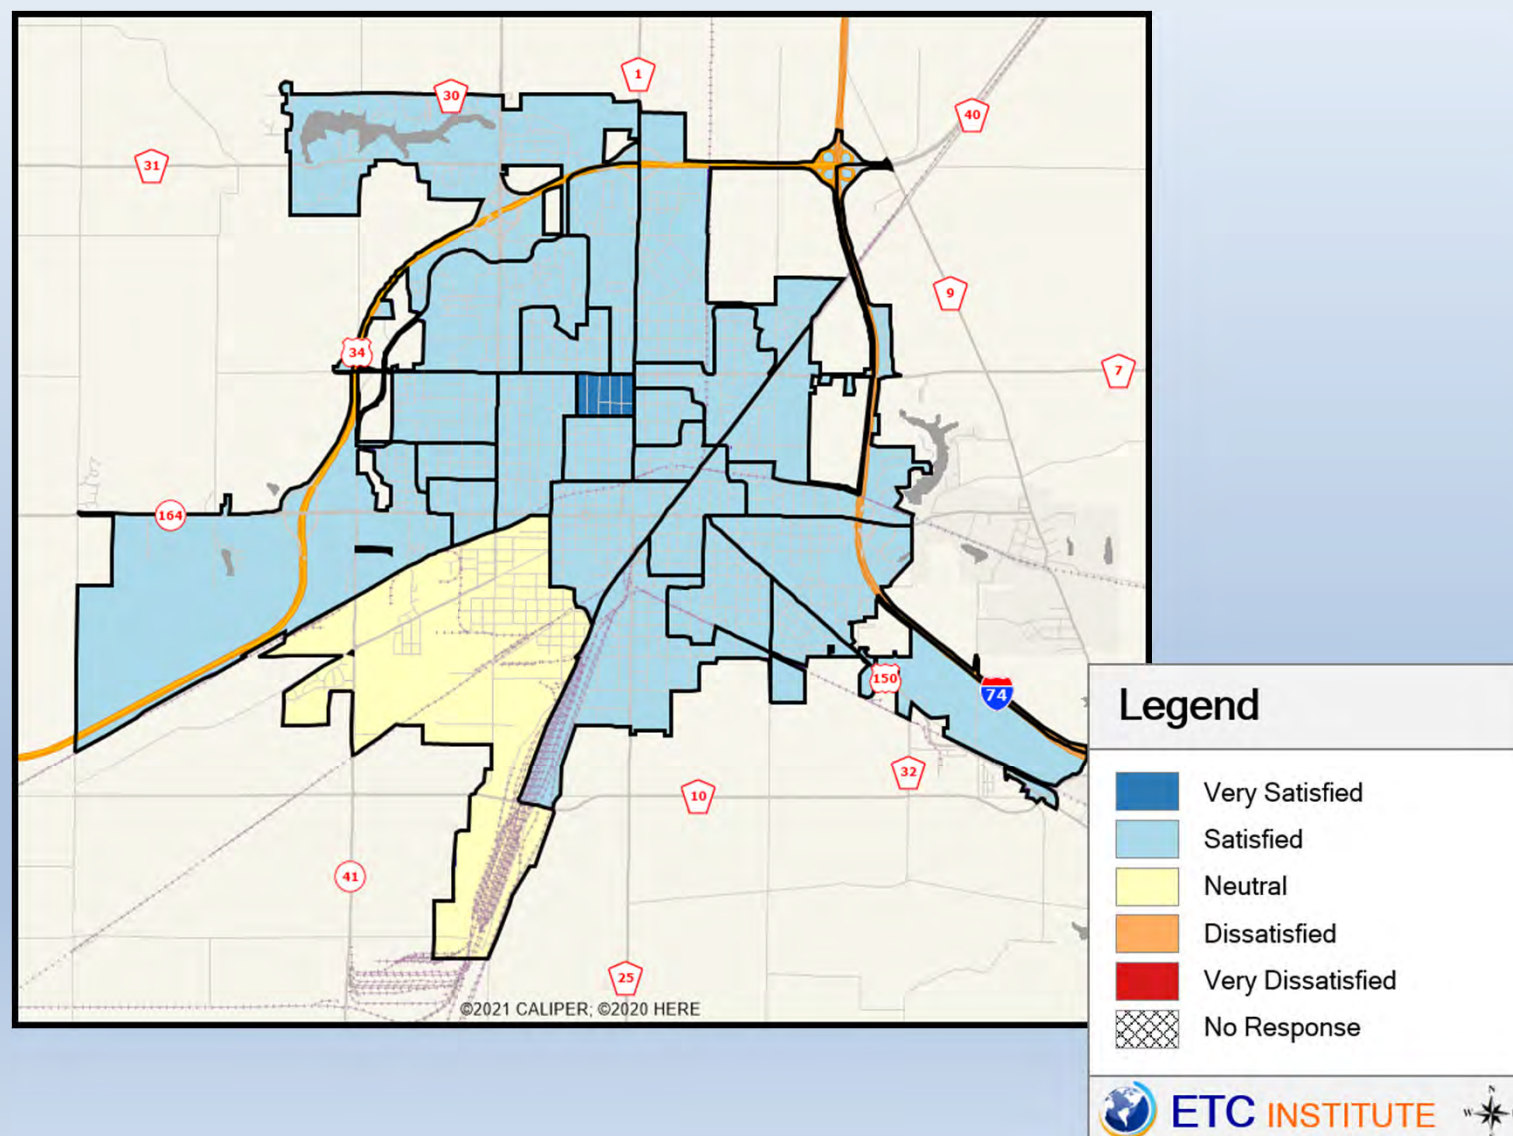 1
30
40
31
9
34
7
164
150
74
32
10
41
25
©2021 CALIPER; ©2020 HERE
Legend
Very Satisfied
Satisfied
Neutral
Dissatisfied
Very Dissatisfied
No Response
ETC INSTITUTE
N
W
S